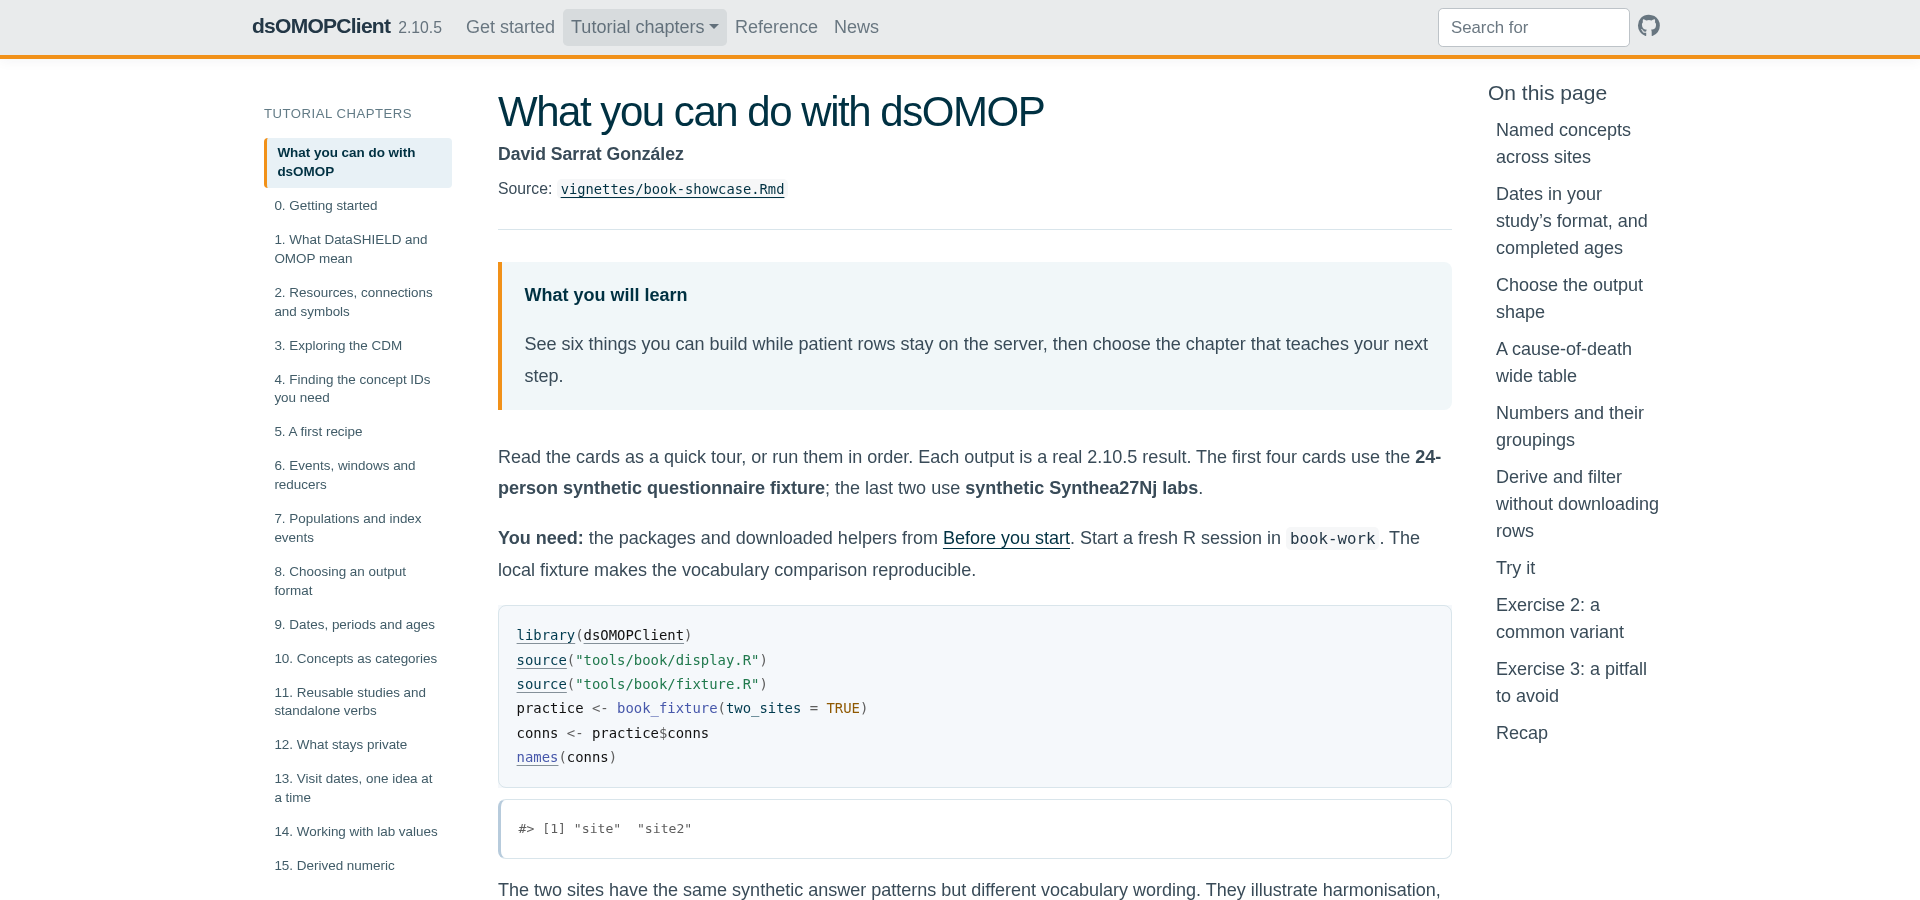 dsOMOPClient 2.10.5 Get started Tutorial chapters Reference News Search for
TUTORIAL CHAPTERS
What you can do with
dsOMOP
0. Getting started
1. What DataSHIELD and
OMOP mean
2. Resources, connections
and symbols
3. Exploring the CDM
4. Finding the concept IDs
you need
5. A first recipe
6. Events, windows and
reducers
7. Populations and index
events
8. Choosing an output
format
9. Dates, periods and ages
10. Concepts as categories
11. Reusable studies and
standalone verbs
12. What stays private
13. Visit dates, one idea at
a time
14. Working with lab values
15. Derived numeric
What you can do with dsOMOP
David Sarrat González
Source: vignettes/book-showcase.Rmd
What you will learn
See six things you can build while patient rows stay on the server, then choose the chapter that teaches your next
step.
Read the cards as a quick tour, or run them in order. Each output is a real 2.10.5 result. The first four cards use the 24-
person synthetic questionnaire fixture; the last two use synthetic Synthea27Nj labs.
You need: the packages and downloaded helpers from Before you start. Start a fresh R session in book-work. The
local fixture makes the vocabulary comparison reproducible.
library(dsOMOPClient)
source("tools/book/display.R")
source("tools/book/fixture.R")
practice <- book_fixture(two_sites = TRUE)
conns <- practice$conns
names(conns)
#> [1] "site"  "site2"
The two sites have the same synthetic answer patterns but different vocabulary wording. They illustrate harmonisation,
On this page
Named concepts
across sites
Dates in your
study’s format, and
completed ages
Choose the output
shape
A cause-of-death
wide table
Numbers and their
groupings
Derive and filter
without downloading
rows
Try it
Exercise 2: a
common variant
Exercise 3: a pitfall
to avoid
Recap